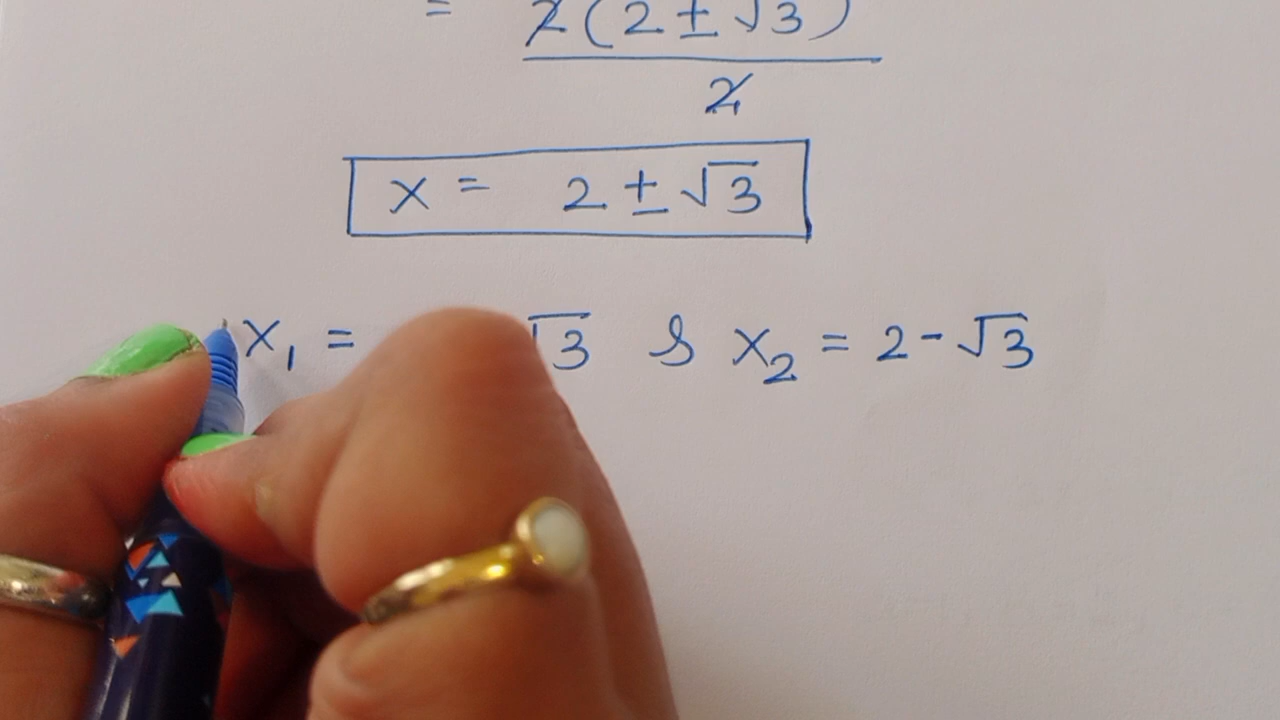 = 2(2±√3)
2
x = 2±√3
x₁ = √3 & x₂ = 2-√3